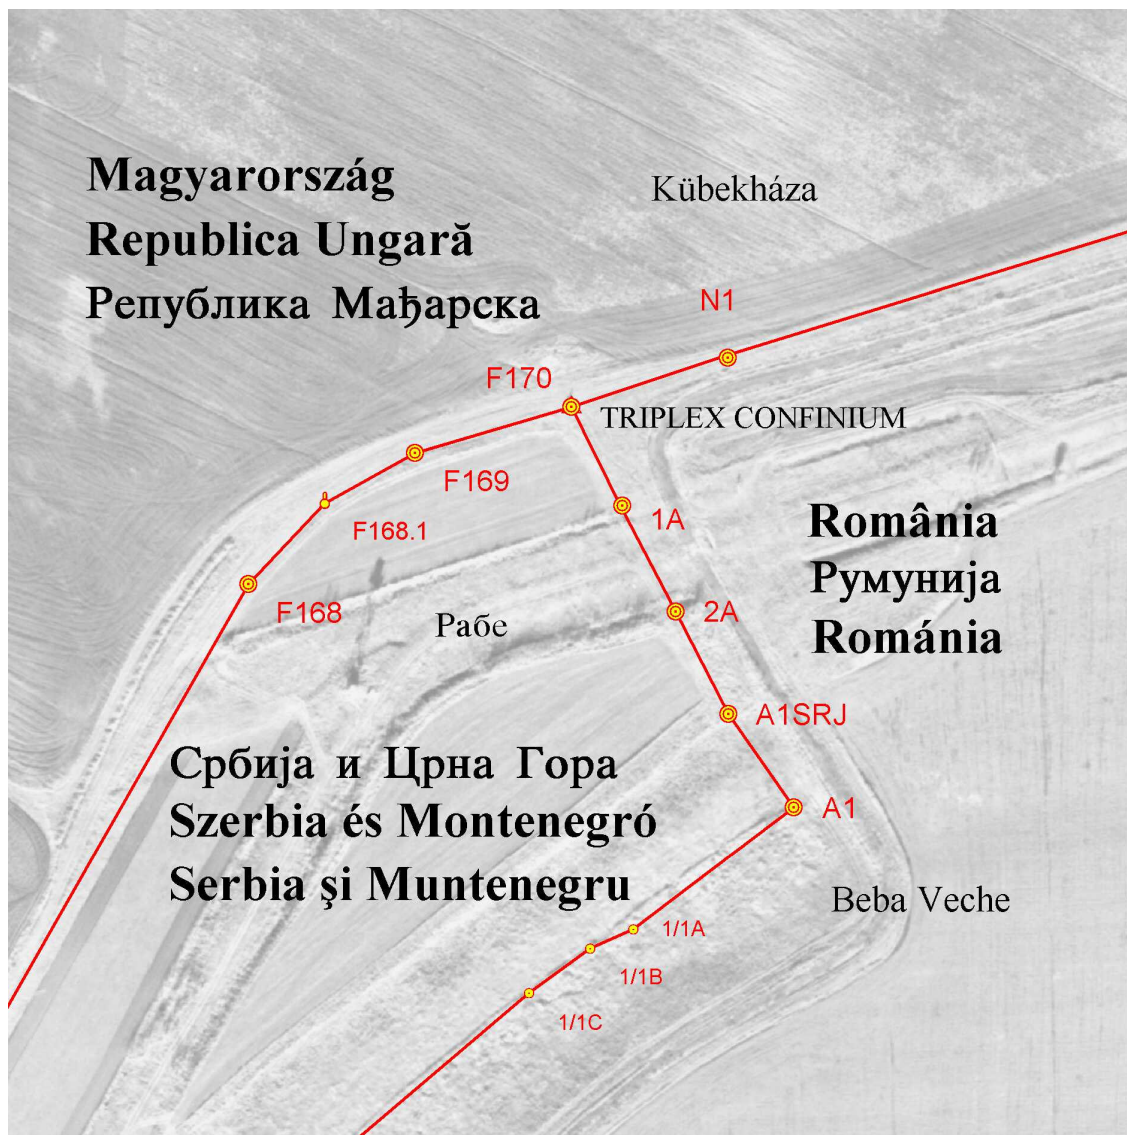 Magyarország
Republica Ungară
Република Мађарска
Kübekháza
N1
F170
TRIPLEX CONFINIUM
F169
F168.1
F168
1A
2A
Рабе
România
Румунија
Románia
A1SRJ
A1
Србија и Црна Гора
Szerbia és Montenegró
Serbia şi Muntenegru
Beba Veche
1/1A
1/1B
1/1C